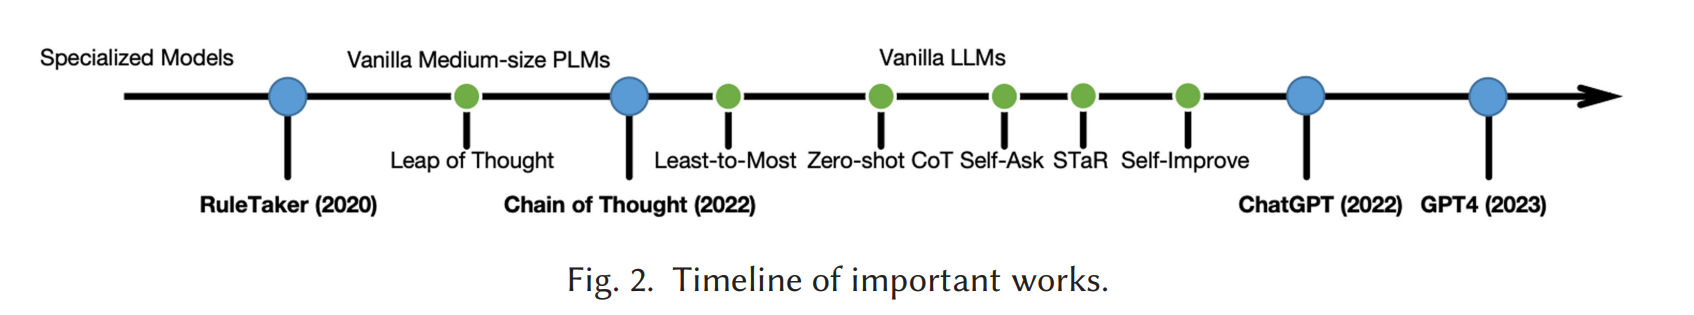 Specialized Models
Vanilla Medium-size PLMs
Vanilla LLMs
Leap of Thought
Least-to-Most
Zero-shot CoT
Self-Ask
STaR
Self-Improve
RuleTaker (2020)
Chain of Thought (2022)
ChatGPT (2022)
GPT4 (2023)
Fig. 2. Timeline of important works.